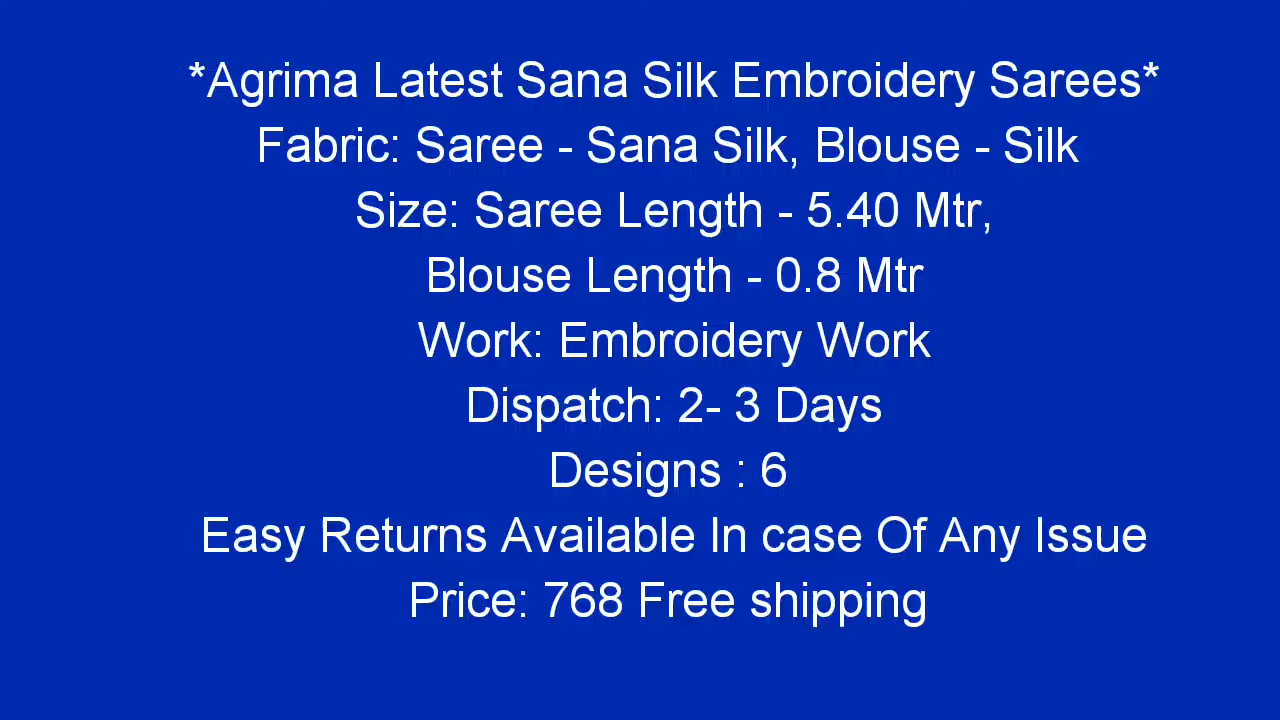 *Agrima Latest Sana Silk Embroidery Sarees*
Fabric: Saree - Sana Silk, Blouse - Silk
Size: Saree Length - 5.40 Mtr,
Blouse Length - 0.8 Mtr
Work: Embroidery Work
Dispatch: 2- 3 Days
Designs : 6
Easy Returns Available In case Of Any Issue
Price: 768 Free shipping